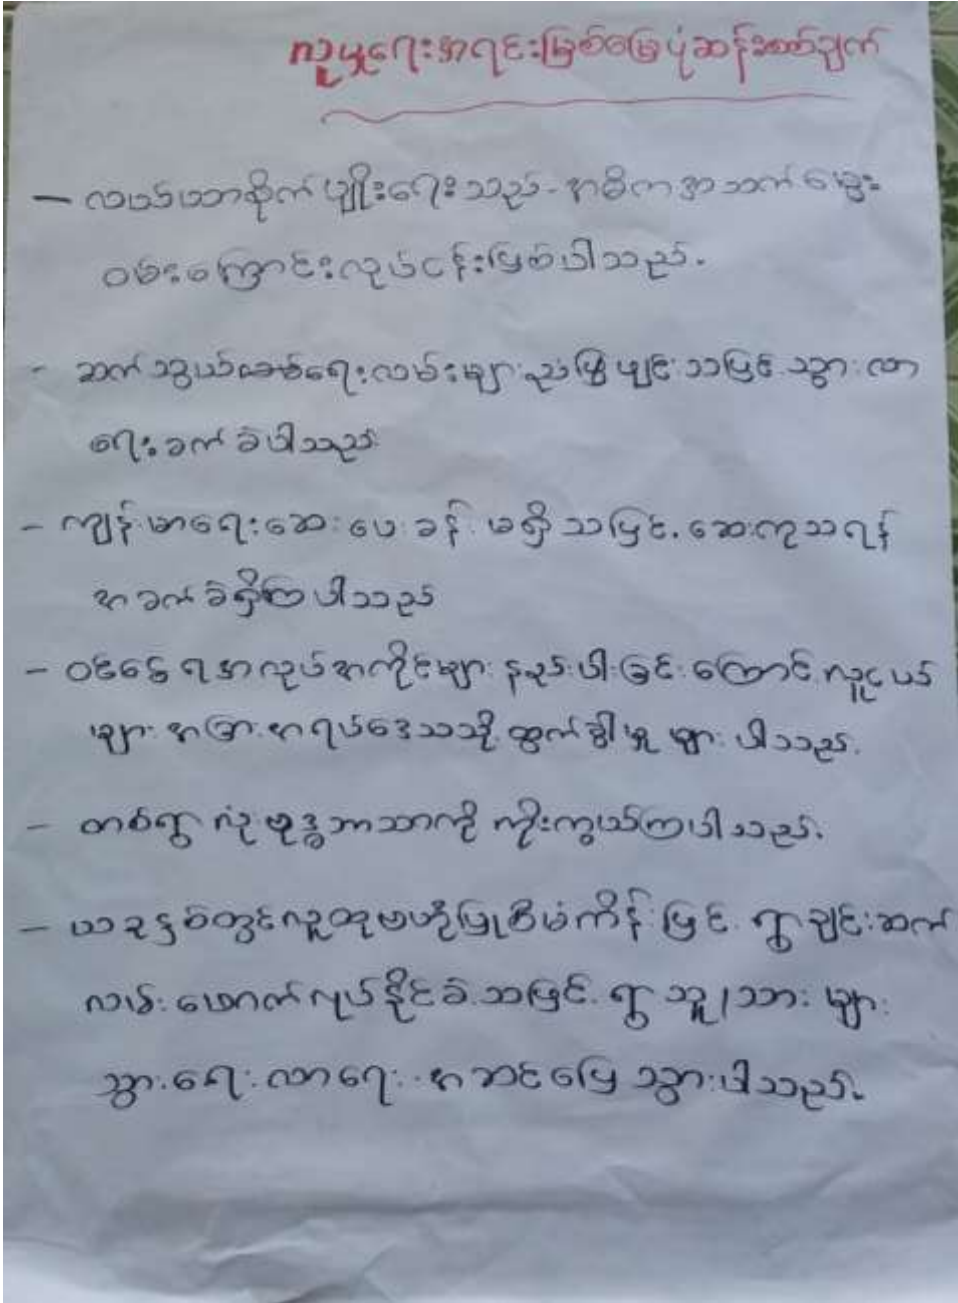 လူမှုရေးအရင်းမြစ်မြေပုံဆန်းစစ်ချက်
– လယ်ယာစိုက်ပျိုးရေးသည် - အဓိကအသက်မွေး
ဝမ်းကြောင်းလုပ်ငန်းဖြစ်ပါသည်.
- ဆက်သွယ်ရေးလမ်းများညံ့ဖြင်းသဖြင့်သွားလာ
ရေးခက်ခဲပါသည်
- ကျန်းမာရေးဆေးပေးခန်းမရှိသဖြင့်.ဆေးကုသရန်
အခက်ခဲရှိကြပါသည်
- ဝင်ငွေရအလုပ်အကိုင်များနည်းပါးခြင်းကြောင့်လူငယ်
များအခြားအရပ်ဒေသသို့ထွက်ခွါမှုများပါသည်.
- တစ်ရွာလုံးဗုဒ္ဓဘာသာကို ကိုးကွယ်ကြပါသည်.
- ယခုနှစ်တွင်လူထုဗဟိုပြုစီမံကိန်းဖြင့်ရွာချင်းဆက်
လမ်းဖောက်လုပ်နိုင်ခဲ့သဖြင့်ရွာသူ/သားများ
သွားရေးလာရေး အဆင်ပြေသွားပါသည်.